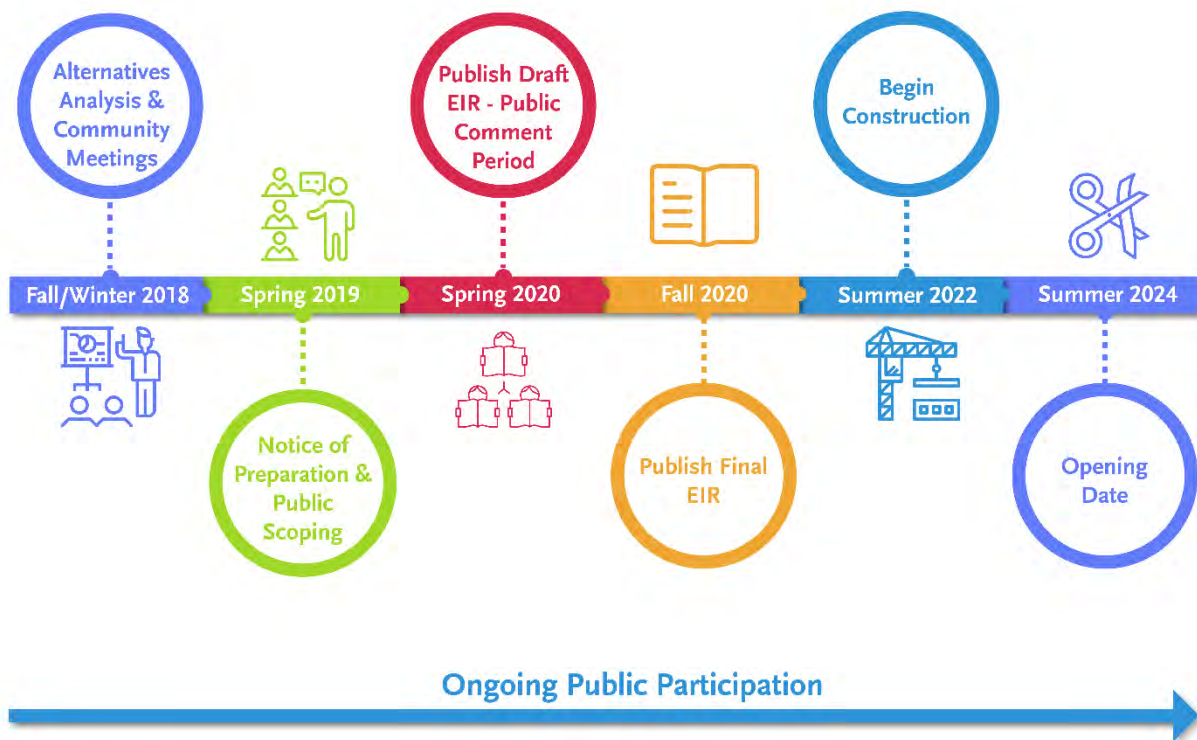 Alternatives
Analysis &
Community
Meetings
Publish Draft
EIR - Public
Comment
Period
Begin
Construction
Fall/Winter 2018
Spring 2019
Spring 2020
Fall 2020
Summer 2022
Summer 2024
Notice of
Preparation &
Public
Scoping
Publish Final
EIR
Opening
Date
Ongoing Public Participation